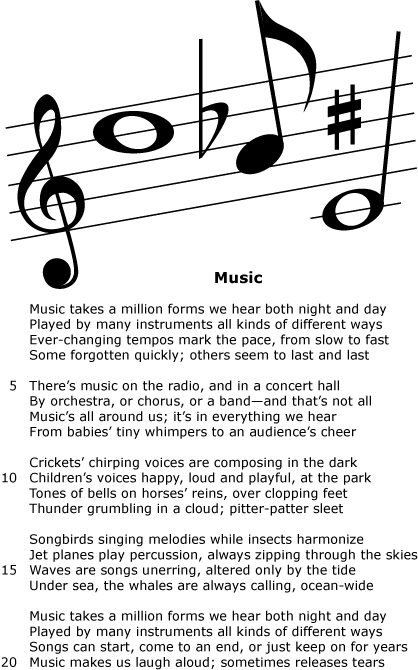 Music
Music takes a million forms we hear both night and day
Played by many instruments all kinds of different ways
Ever-changing tempos mark the pace, from slow to fast
Some forgotten quickly; others seem to last and last
5 There's music on the radio, and in a concert hall
By orchestra, or chorus, or a band—and that's not all
Music's all around us; it's in everything we hear
From babies' tiny whimpers to an audience's cheer
Crickets' chirping voices are composing in the dark
10 Children's voices happy, loud and playful, at the park
Tones of bells on horses' reins, over clopping feet
Thunder grumbling in a cloud; pitter-patter sleet
Songbirds singing melodies while insects harmonize
Jet planes play percussion, always zipping through the skies
15 Waves are songs unerring, altered only by the tide
Under sea, the whales are always calling, ocean-wide
Music takes a million forms we hear both night and day
Played by many instruments all kinds of different ways
Songs can start, come to an end, or just keep on for years
20 Music makes us laugh aloud; sometimes releases tears